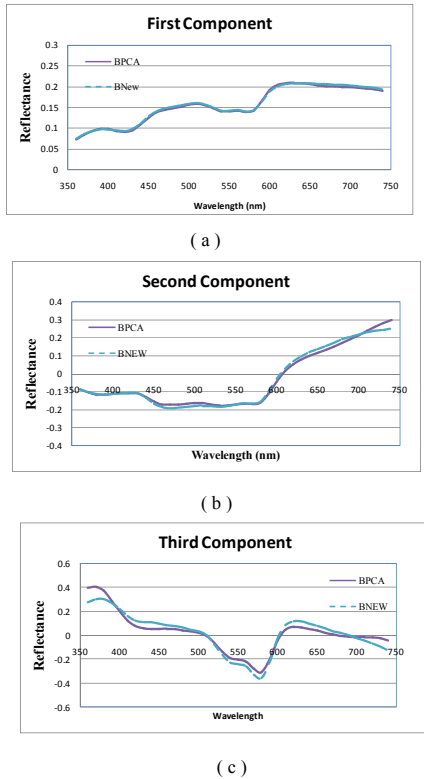 First Component
0.3
0.25
0.2
0.15
0.1
0.05
0
Reflectance
BPCA
BNew
350 400 450 500 550 600 650 700 750
Wavelength (nm)
( a )
Second Component
0.4
0.3
0.2
0.1
0
-0.1
-0.2
-0.3
-0.4
Reflectance
BPCA
BNEW
350 400 450 500 550 600 650 700 750
Wavelength (nm)
( b )
Third Component
0.6
0.4
0.2
0
-0.2
-0.4
-0.6
Reflectance
BPCA
BNEW
350 400 450 500 550 600 650 700 750
Wavelength
( c )